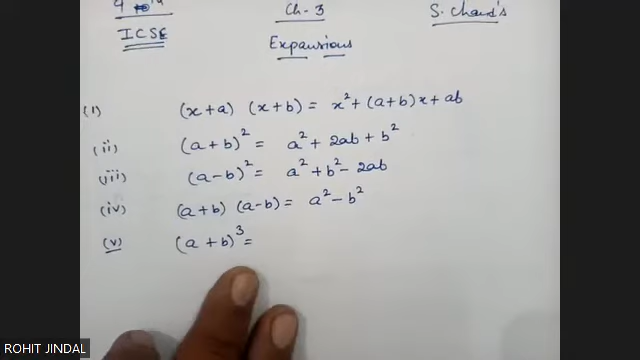 Ch-3
S. Chand's
ICSE
Expansions
(i) (x+a) (x+b) = x² + (a+b)x + ab
(ii) (a+b)² = a² + 2ab + b²
(iii) (a-b)² = a² + b² - 2ab
(iv) (a+b) (a-b) = a² - b²
(v) (a+b)³ =
ROHIT JINDAL